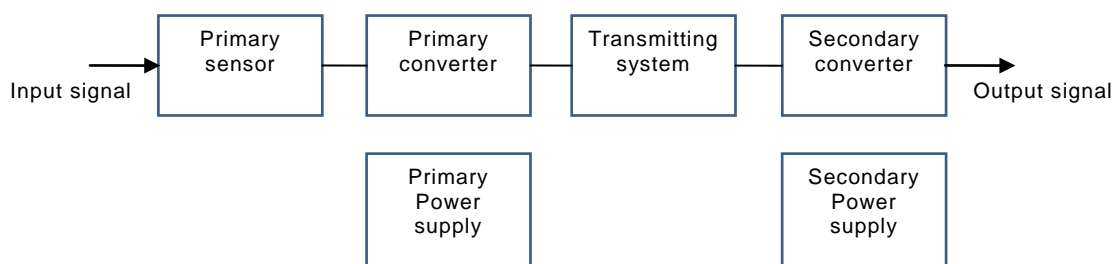 Primary
sensor
Primary
converter
Transmitting
system
Secondary
converter
Input signal
Output signal
Primary
Power
supply
Secondary
Power
supply